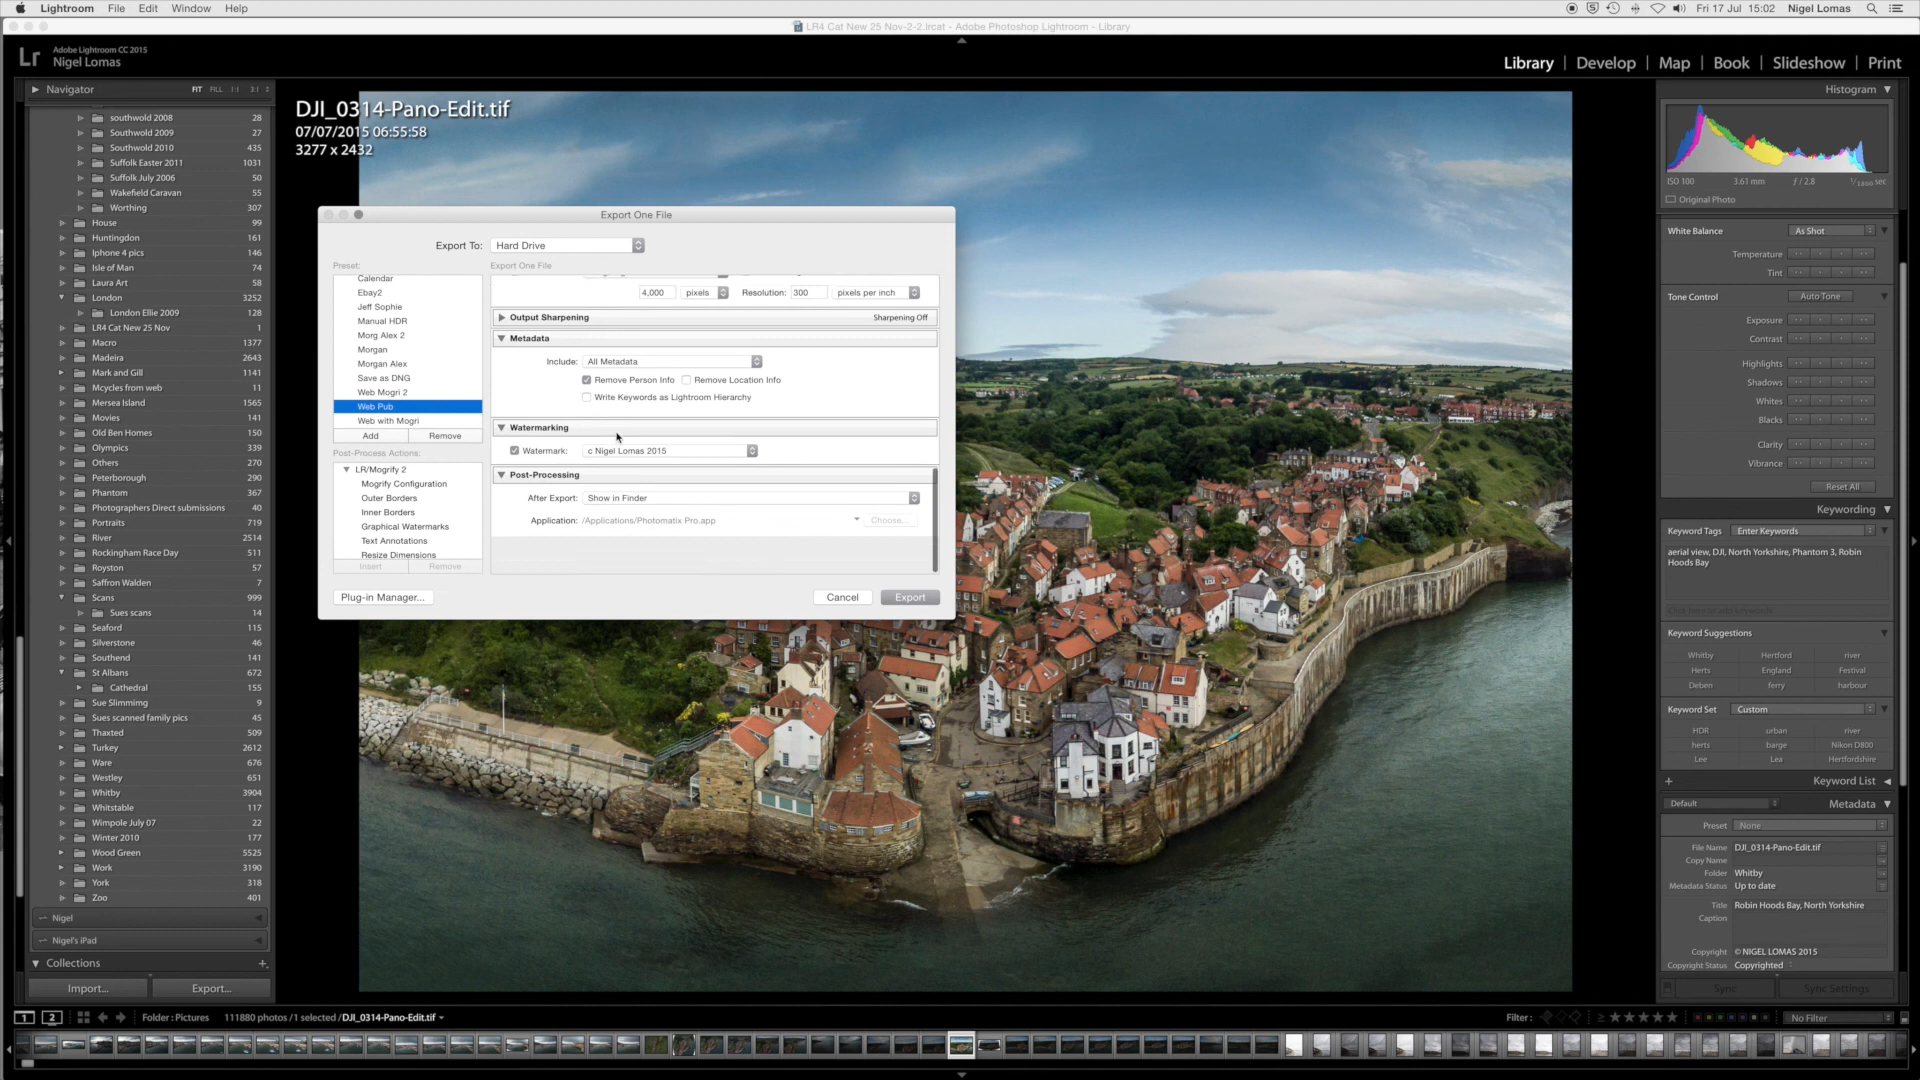 Lightroom File Edit Window Help
Fri 17 Jul 15:02 Nigel Lomas
LR4 Cat New 25 Nov-2-2.lrcat - Adobe Photoshop Lightroom - Library
Lr Adobe Lightroom CC 2015
Nigel Lomas
Library | Develop | Map | Book | Slideshow | Print
Navigator FIT FILL 1:1 3:1
southwold 2008 28
Southwold 2009 27
Southwold 2010 435
Suffolk Easter 2011 1031
Suffolk July 2006 50
Wakefield Caravan 55
Worthing 307
House 99
Huntingdon 161
Iphone 4 pics 146
Isle of Man 74
Laura Art 58
London 3252
London Ellie 2009 128
LR4 Cat New 25 Nov 1
Macro 1377
Madeira 2643
Mark and Gill 1141
Mcycles from web 11
Mersea Island 1565
Movies 141
Old Ben Homes 150
Olympics 339
Others 270
Peterborough 290
Phantom 367
Photographers Direct submissions 40
Portraits 719
River 2514
Rockingham Race Day 511
Royston 57
Saffron Walden 7
Scans 999
Sues scans 14
Seaford 115
Silverstone 46
Southend 141
St Albans 672
Cathedral 155
Sue Slimmimg 9
Sues scanned family pics 45
Thaxted 509
Turkey 2612
Ware 676
Westley 651
Whitby 3904
Whitstable 117
Wimpole July 07 22
Winter 2010 177
Wood Green 5525
Work 3190
York 318
Zoo 401
Nigel
Nigel's iPad
Collections
Import... Export...
DJI_0314-Pano-Edit.tif
07/07/2015 06:55:58
3277 x 2432
Export One File
Export To: Hard Drive
Preset:
Calendar
Ebay2
Jeff Sophie
Manual HDR
Morg Alex 2
Morgan
Morgan Alex
Save as DNG
Web Mogri 2
Web Pub
Web with Mogri
Add Remove
Post-Process Actions:
LR/Mogrify 2
Mogrify Configuration
Outer Borders
Inner Borders
Graphical Watermarks
Text Annotations
Resize Dimensions
Insert Remove
Plug-in Manager...
Export One File
4,000 pixels Resolution: 300 pixels per inch
Output Sharpening Sharpening Off
Metadata
Include: All Metadata
Remove Person Info Remove Location Info
Write Keywords as Lightroom Hierarchy
Watermarking
Watermark: c Nigel Lomas 2015
Post-Processing
After Export: Show in Finder
Application: /Applications/Photomatix Pro.app Choose...
Cancel Export
Histogram
ISO 100 3.61 mm ƒ / 2.8
Original Photo
White Balance As Shot
Temperature
Tint
Tone Control Auto Tone
Exposure
Contrast
Highlights
Shadows
Whites
Blacks
Clarity
Vibrance
Reset All
Keywording
Keyword Tags Enter Keywords
aerial view, DJI, North Yorkshire, Phantom 3, Robin
Hoods Bay
Keyword Suggestions
Whitby Hertford river
Herts England Festival
Deben ferry harbour
Keyword Set Custom
HDR urban river
herts barge Nikon D800
Lee Lea Hertfordshire
Keyword List
Default Metadata
Preset None
File Name DJI_0314-Pano-Edit.tif
Copy Name
Folder Whitby
Metadata Status Up to date
Title Robin Hoods Bay, North Yorkshire
Caption
Copyright © NIGEL LOMAS 2015
Copyright Status Copyrighted
Sync Sync Settings
1 2 Folder : Pictures 111880 photos / 1 selected / DJI_0314-Pano-Edit.tif
Filter : No Filter